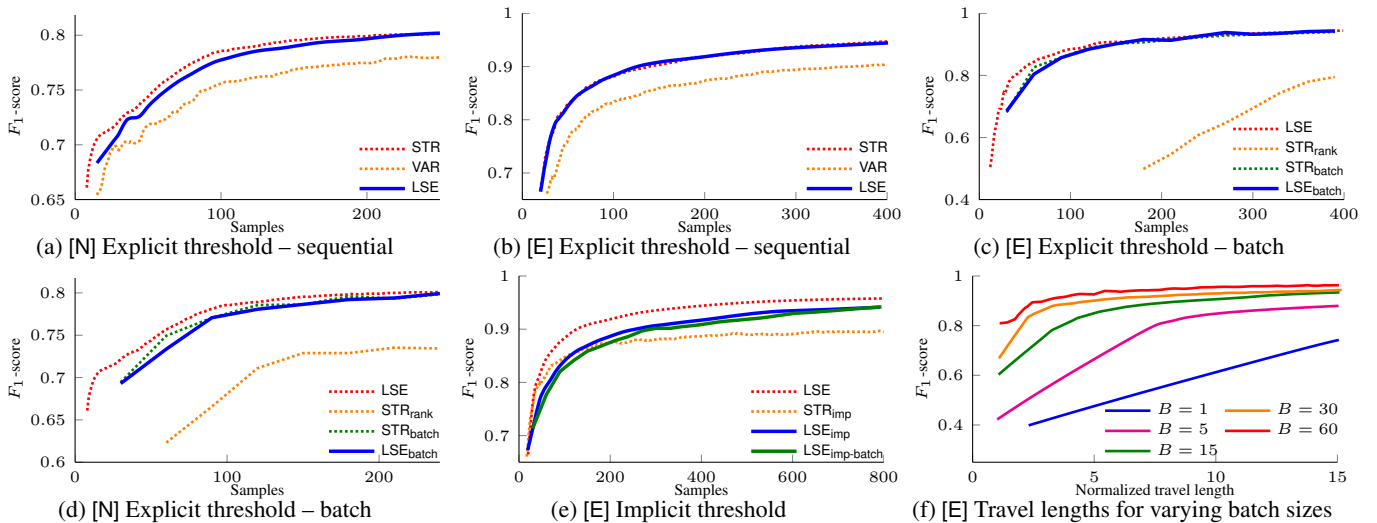 0.8
0.75
0.7
0.65
F1-score
100
200
Samples
STR
VAR
LSE
(a) [N] Explicit threshold – sequential
1
0.9
0.8
0.7
F1-score
100
200
300
400
Samples
STR
VAR
LSE
(b) [E] Explicit threshold – sequential
1
0.8
0.6
0.4
F1-score
0
100
200
300
400
Samples
LSE
STRrank
STRbatch
LSEbatch
(c) [E] Explicit threshold – batch
0.8
0.75
0.7
0.65
0.6
F1-score
0
100
200
Samples
LSE
STRrank
STRbatch
LSEbatch
(d) [N] Explicit threshold – batch
1
0.9
0.8
0.7
F1-score
200
400
600
800
Samples
LSE
STRimp
LSEimp
LSEimp-batch
(e) [E] Implicit threshold
1
0.8
0.6
0.4
F1-score
5
10
15
Normalized travel length
B = 1
B = 5
B = 15
B = 30
B = 60
(f) [E] Travel lengths for varying batch sizes